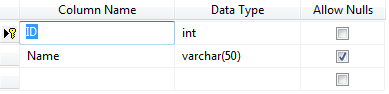 Column Name Data Type Allow Nulls
ID int
Name varchar(50)